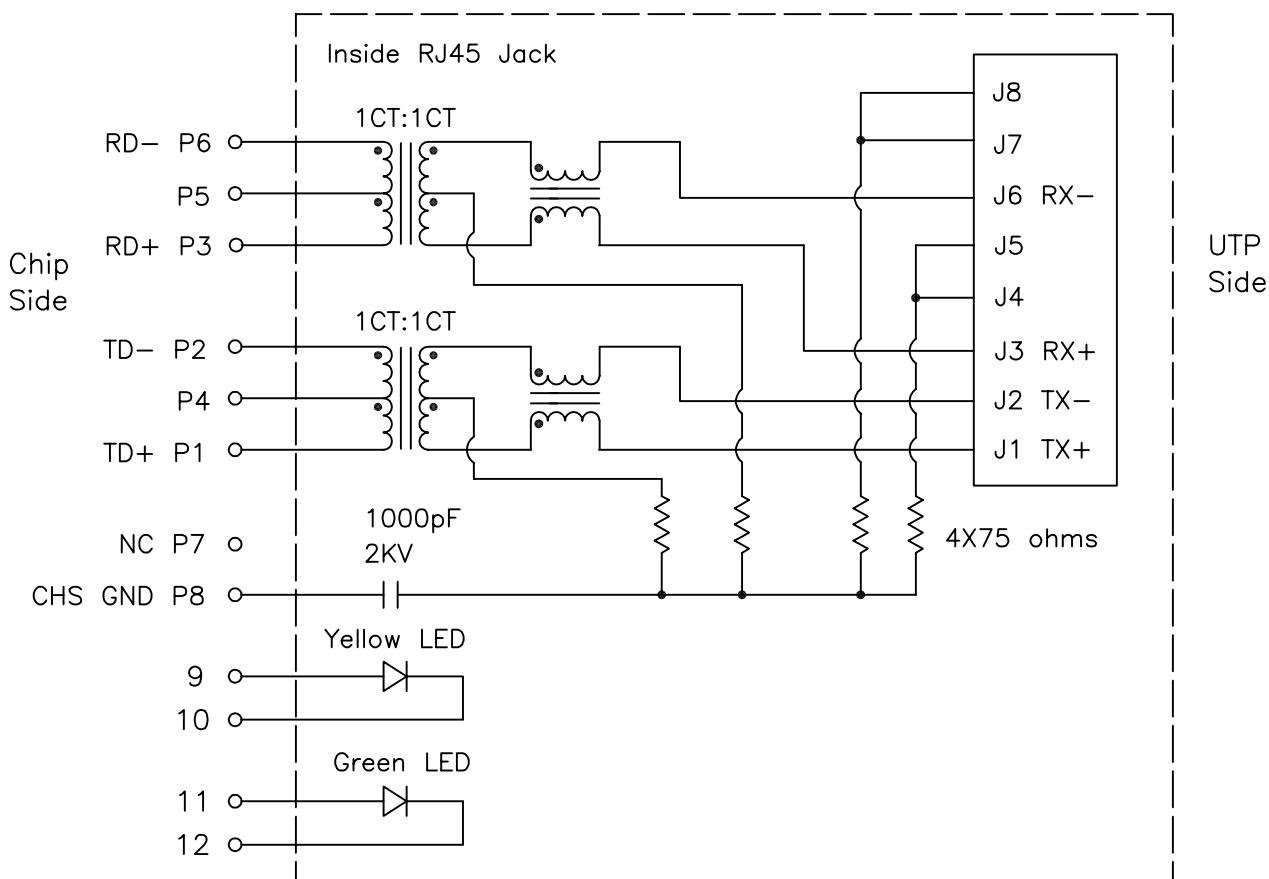 Inside RJ45 Jack
1CT:1CT
RD- P6
P5
RD+ P3
Chip
Side
1CT:1CT
TD- P2
P4
TD+ P1
1000pF
2KV
NC P7
CHS GND P8
Yellow LED
9
10
Green LED
11
12
J8
J7
J6 RX-
J5
J4
J3 RX+
J2 TX-
J1 TX+
4X75 ohms
UTP
Side